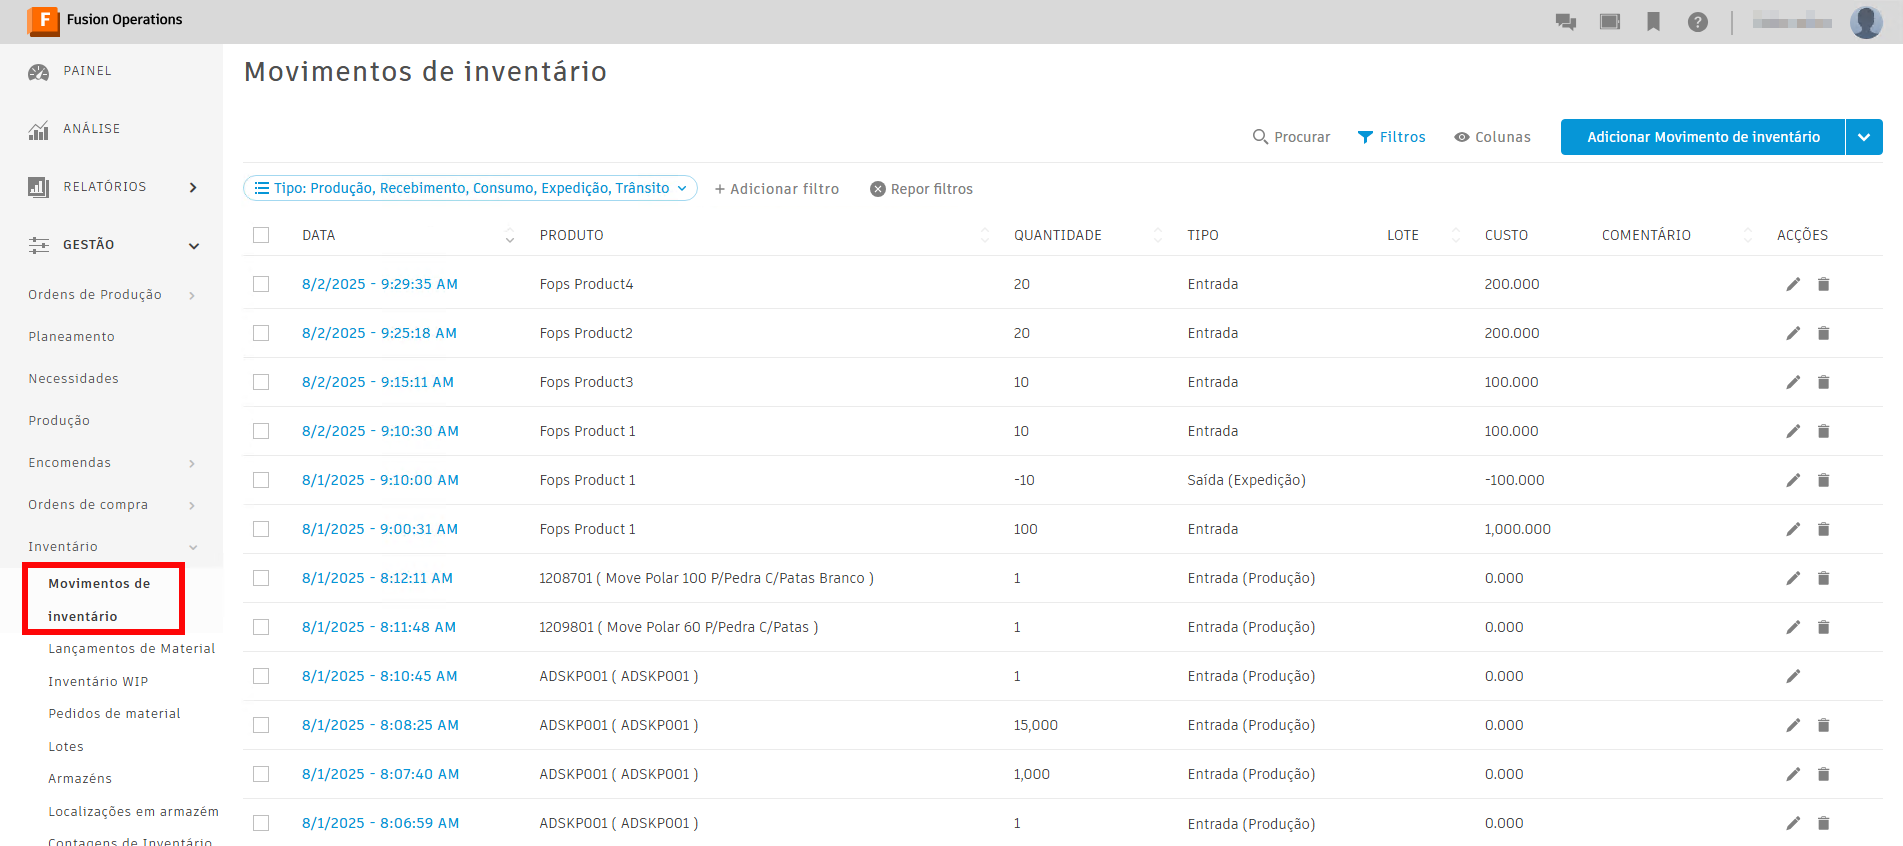 F Fusion Operations
?
PAINEL
ANÁLISE
RELATÓRIOS
GESTÃO
Ordens de Produção
Planeamento
Necessidades
Produção
Encomendas
Ordens de compra
Inventário
Movimentos de
inventário
Lançamentos de Material
Inventário WIP
Pedidos de material
Lotes
Armazéns
Localizações em armazém
Contagens de Inventário
Movimentos de inventário
Procurar Filtros Colunas Adicionar Movimento de inventário
Tipo: Produção, Recebimento, Consumo, Expedição, Trânsito + Adicionar filtro Repor filtros
DATA PRODUTO QUANTIDADE TIPO LOTE CUSTO COMENTÁRIO ACÇÕES
8/2/2025 - 9:29:35 AM Fops Product4 20 Entrada 200.000
8/2/2025 - 9:25:18 AM Fops Product2 20 Entrada 200.000
8/2/2025 - 9:15:11 AM Fops Product3 10 Entrada 100.000
8/2/2025 - 9:10:30 AM Fops Product 1 10 Entrada 100.000
8/1/2025 - 9:10:00 AM Fops Product 1 -10 Saída (Expedição) -100.000
8/1/2025 - 9:00:31 AM Fops Product 1 100 Entrada 1,000.000
8/1/2025 - 8:12:11 AM 1208701 ( Move Polar 100 P/Pedra C/Patas Branco ) 1 Entrada (Produção) 0.000
8/1/2025 - 8:11:48 AM 1209801 ( Move Polar 60 P/Pedra C/Patas ) 1 Entrada (Produção) 0.000
8/1/2025 - 8:10:45 AM ADSKP001 ( ADSKP001 ) 1 Entrada (Produção) 0.000
8/1/2025 - 8:08:25 AM ADSKP001 ( ADSKP001 ) 15,000 Entrada (Produção) 0.000
8/1/2025 - 8:07:40 AM ADSKP001 ( ADSKP001 ) 1,000 Entrada (Produção) 0.000
8/1/2025 - 8:06:59 AM ADSKP001 ( ADSKP001 ) 1 Entrada (Produção) 0.000